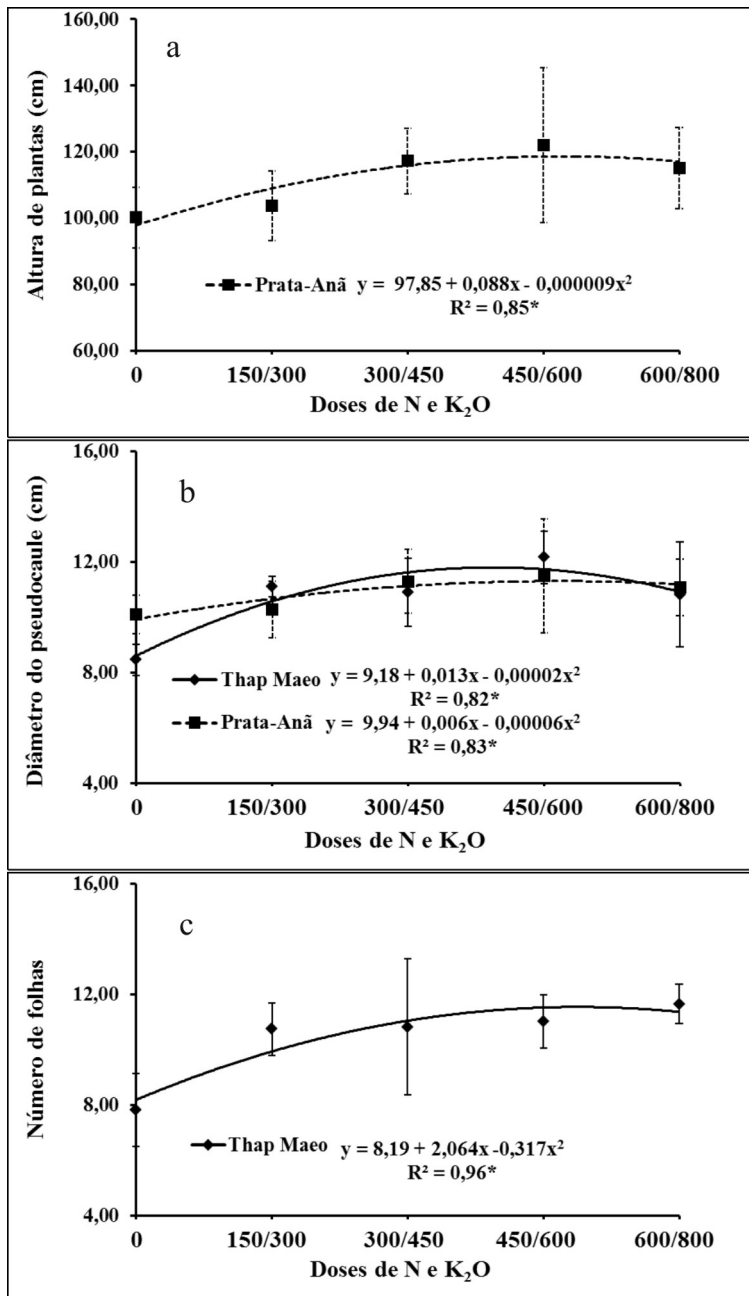 a
160,00
140,00
120,00
100,00
80,00
60,00
Altura de plantas (cm)
Prata-Anã y = 97,85 + 0,088x - 0,000009x²
R² = 0,85*
0 150/300 300/450 450/600 600/800
Doses de N e K₂O
b
16,00
12,00
8,00
4,00
Diâmetro do pseudocaule (cm)
Thap Maeo y = 9,18 + 0,013x - 0,00002x²
R² = 0,82*
Prata-Anã y = 9,94 + 0,006x - 0,00006x²
R² = 0,83*
0 150/300 300/450 450/600 600/800
Doses de N e K₂O
c
16,00
12,00
8,00
4,00
Número de folhas
Thap Maeo y = 8,19 + 2,064x -0,317x²
R² = 0,96*
0 150/300 300/450 450/600 600/800
Doses de N e K₂O